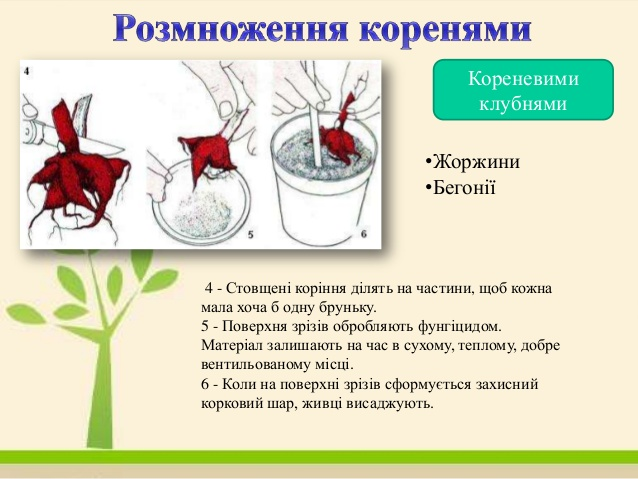 Розмноження коренями
Кореневими
клубнями
4
5
6
•Жоржини
•Бегонії
4 - Стовщені коріння ділять на частини, щоб кожна
мала хоча б одну бруньку.
5 - Поверхня зрізів обробляють фунгіцидом.
Матеріал залишають на час в сухому, теплому, добре
вентильованому місці.
6 - Коли на поверхні зрізів сформується захисний
корковий шар, живці висаджують.